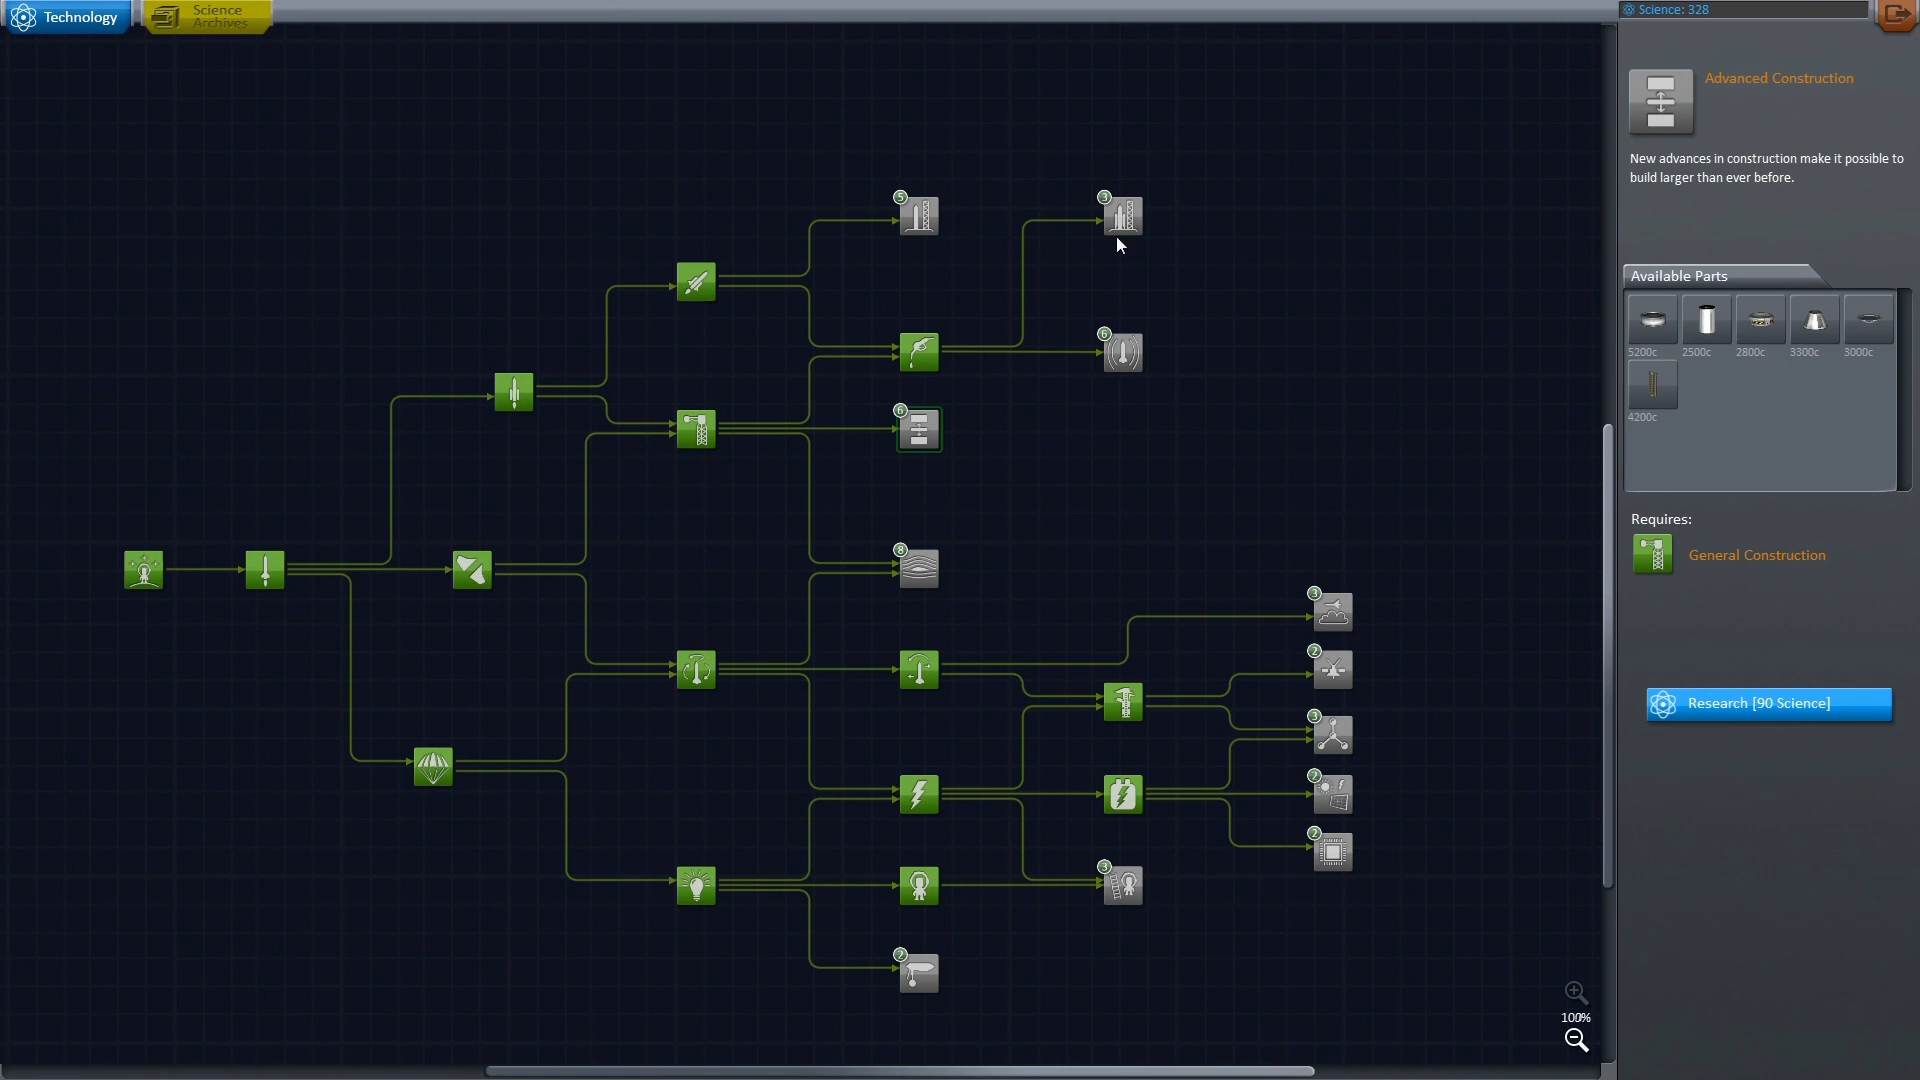 Technology
Science Archives
Science: 328
Advanced Construction
New advances in construction make it possible to
build larger than ever before.
Available Parts
5200c 2500c 2800c 3300c 3000c
4200c
Requires:
General Construction
Research [90 Science]
5
3
6
6
8
3
2
3
2
2
3
2
100%